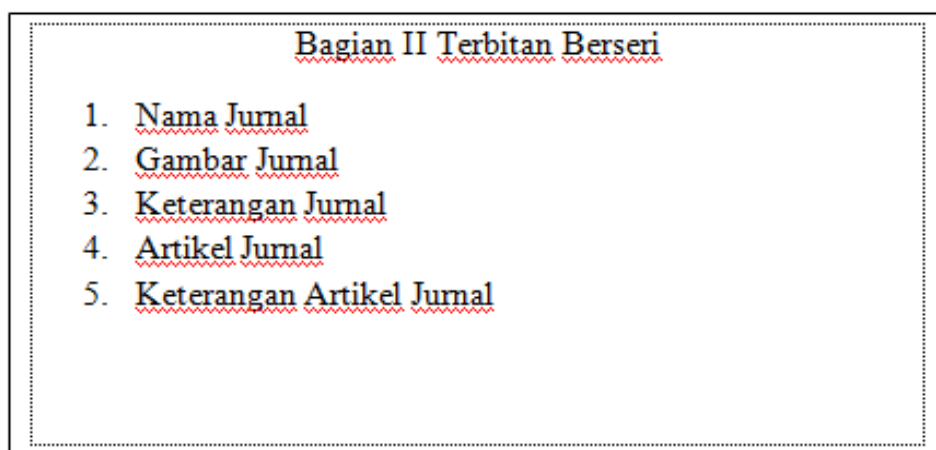 Bagian II Terbitan Berseri
1. Nama Jurnal
2. Gambar Jurnal
3. Keterangan Jurnal
4. Artikel Jurnal
5. Keterangan Artikel Jurnal